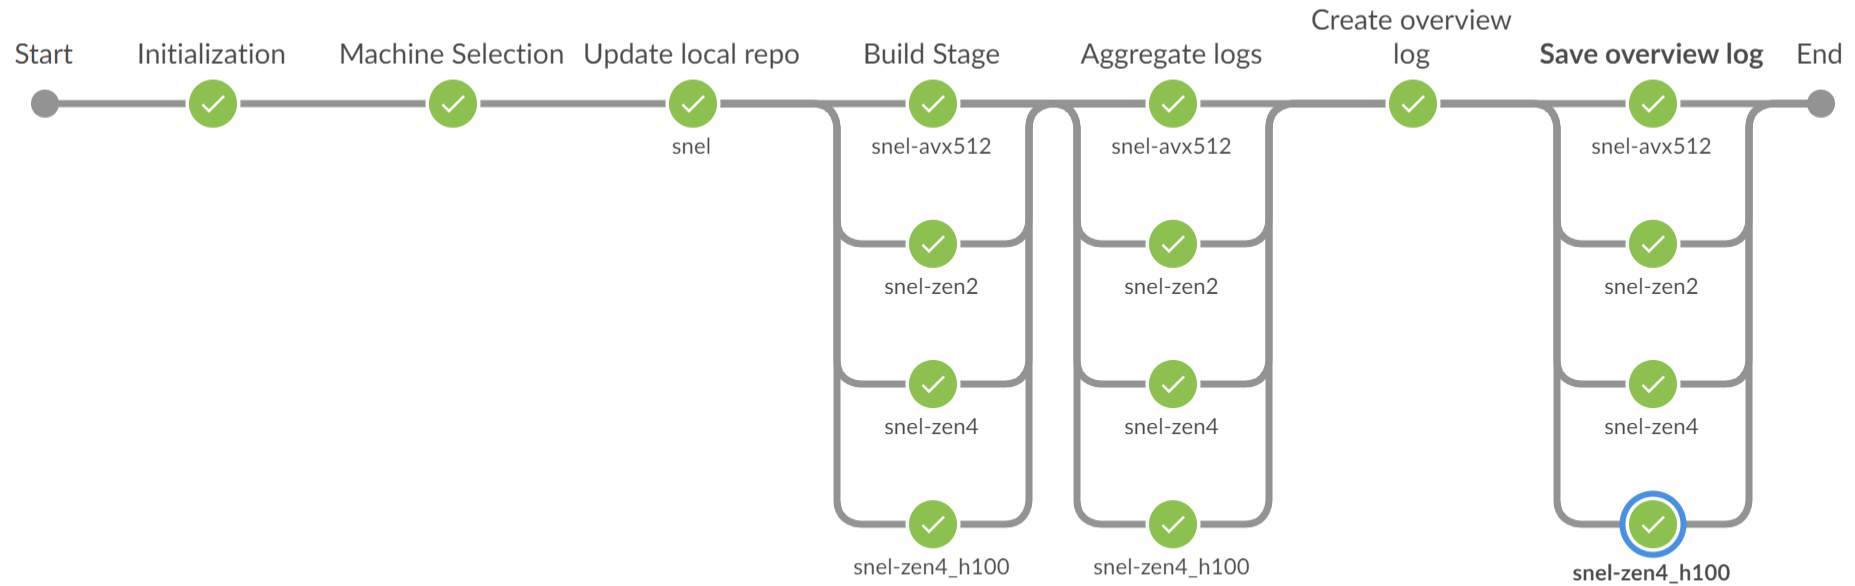 Start
Initialization
Machine Selection
Update local repo
Build Stage
Aggregate logs
Create overview
log
Save overview log
End
snel
snel-avx512
snel-avx512
snel-avx512
snel-zen2
snel-zen2
snel-zen2
snel-zen4
snel-zen4
snel-zen4
snel-zen4_h100
snel-zen4_h100
snel-zen4_h100